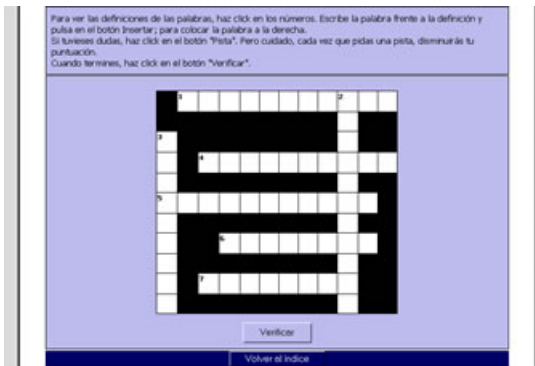 Para ver las definiciones de las palabras, haz click en los números. Escribe la palabra frente a la definición y
pulsa en el botón Insertar; para colocar la palabra a la derecha.
Si tuvieses dudas, haz click en el botón "Pista". Pero cuidado, cada vez que pidas una pista, disminuirás tu
puntuación.
Cuando termines, haz click en el botón "Verificar".
1 2
3
4
5
6
7
Verificar
Volver al índice